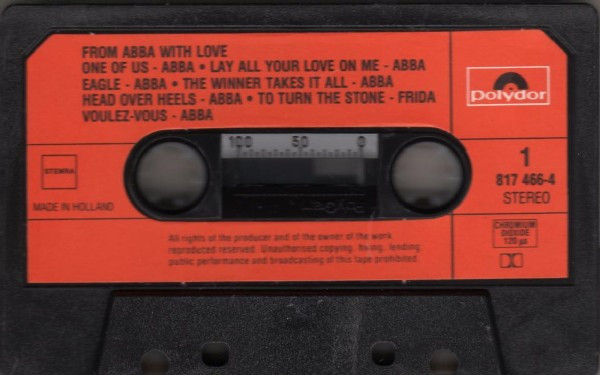 FROM ABBA WITH LOVE
ONE OF US - ABBA • LAY ALL YOUR LOVE ON ME - ABBA
EAGLE - ABBA • THE WINNER TAKES IT ALL - ABBA
HEAD OVER HEELS - ABBA • TO TURN THE STONE - FRIDA
VOULEZ-VOUS - ABBA
polydor
100 50 0
STEMRA
MADE IN HOLLAND
1
817 466-4
STEREO
All rights of the producer and of the owner of the work
reproduced reserved. Unauthorised copying, lending
public performance and broadcasting of this tape prohibited
CHROMIUM
DIOXIDE
120 µs